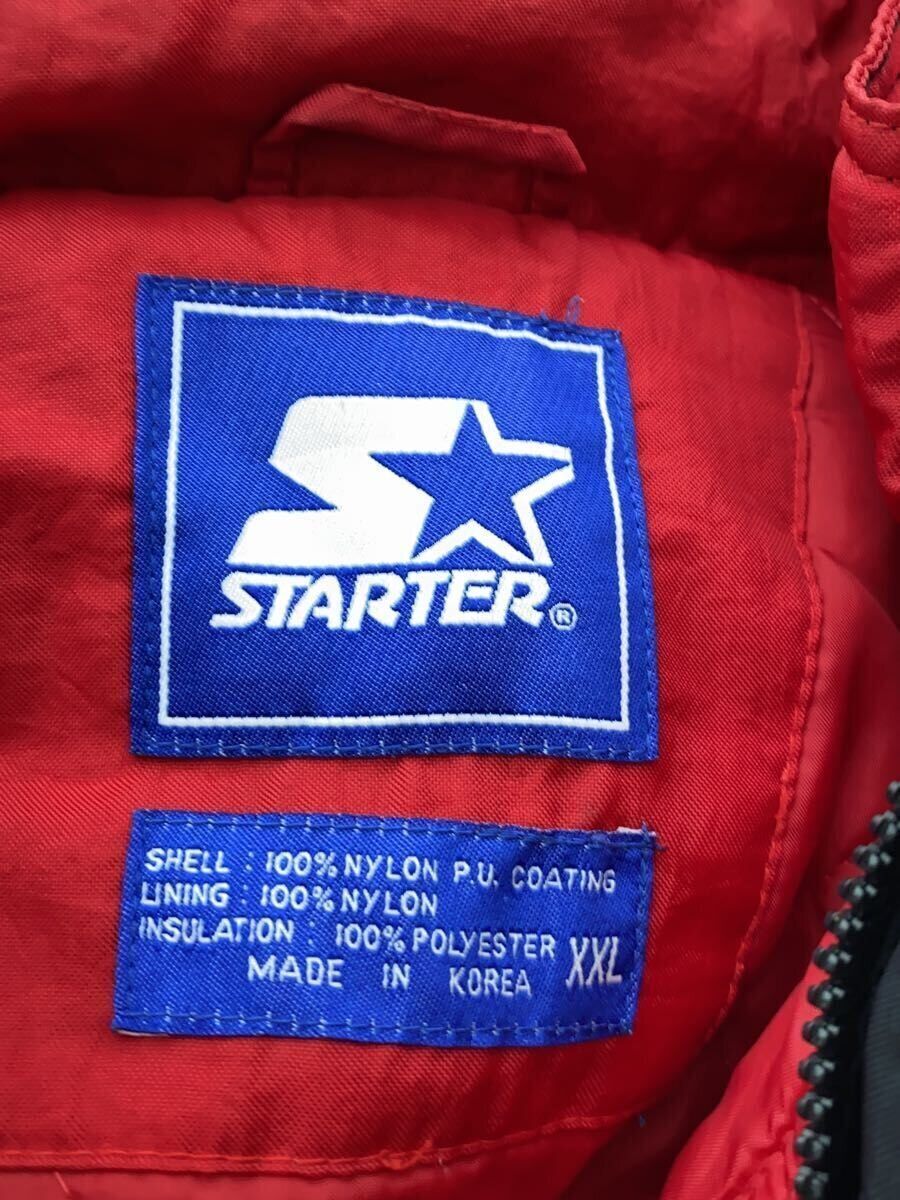 STARTER®
SHELL : 100% NYLON P.U. COATING
LINING : 100% NYLON
INSULATION : 100% POLYESTER XXL
MADE IN KOREA